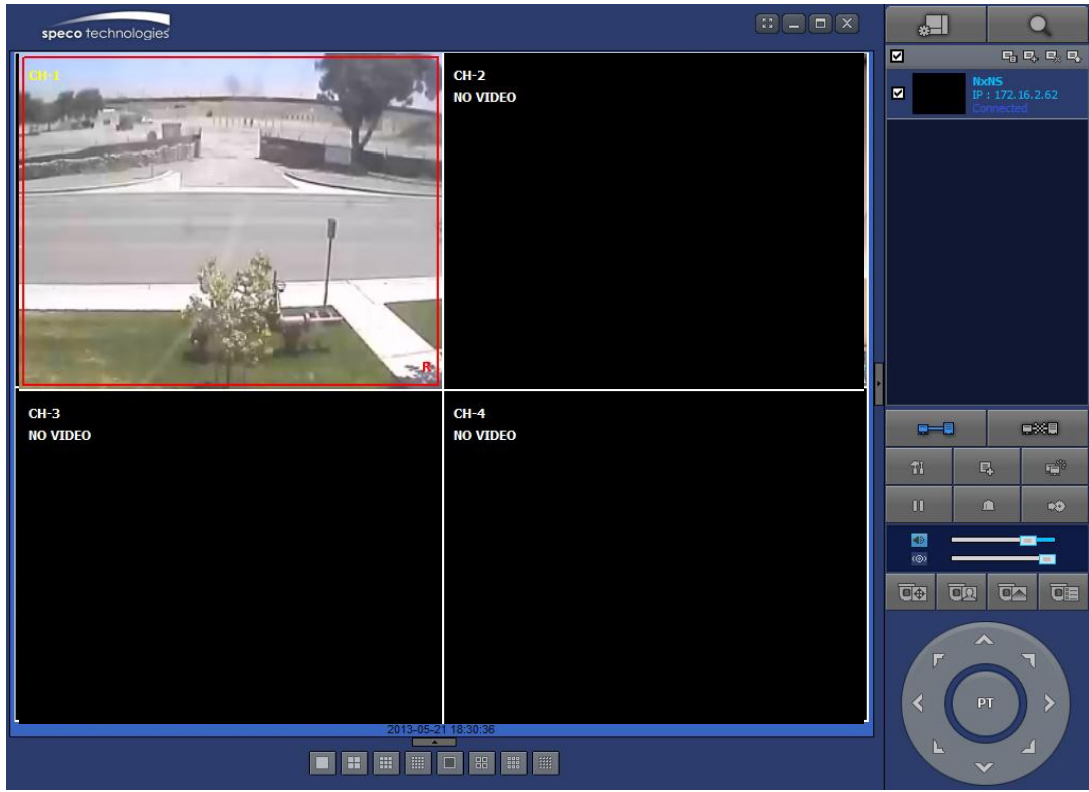 speco technologies
CH-1
R
CH-2
NO VIDEO
CH-3
NO VIDEO
CH-4
NO VIDEO
2013-05-21 18:30:36
NxNS
IP : 172.16.2.62
Connected
PT